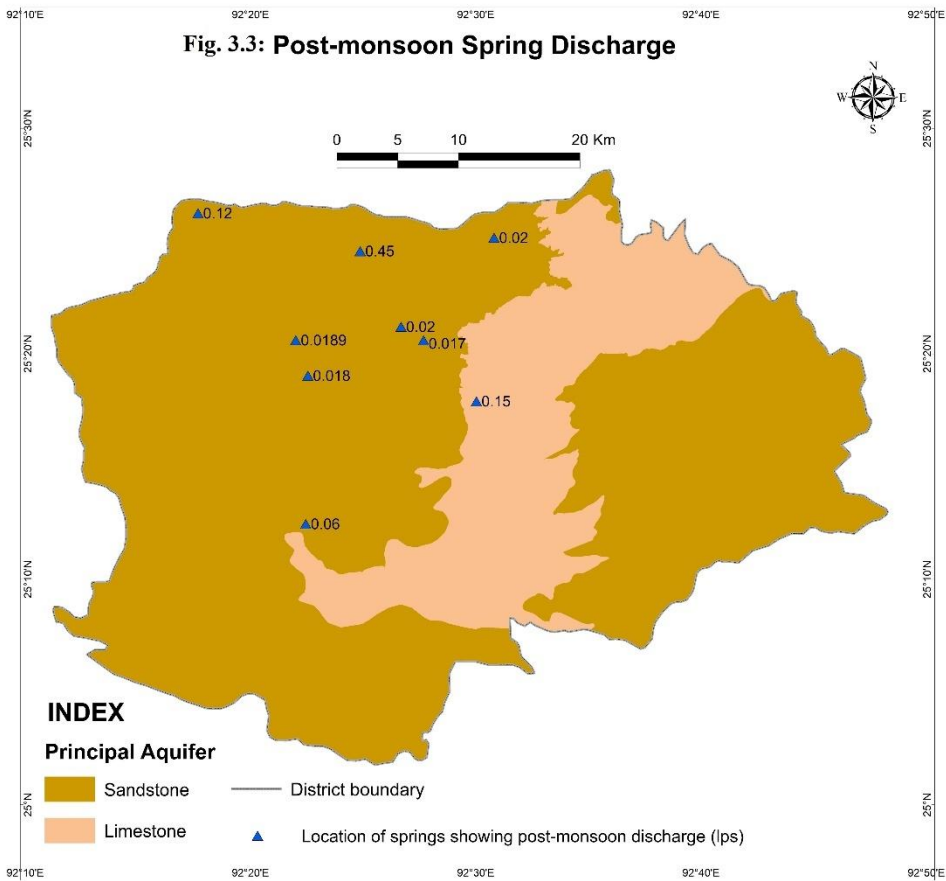 92°10'E 92°20'E 92°30'E 92°40'E 92°50'E
Fig. 3.3: Post-monsoon Spring Discharge
N
W E
S
25°30'N 25°30'N
0 5 10 20 Km
0.12
0.02
0.45
0.02
0.0189
0.017
25°20'N 25°20'N
0.018
0.15
0.06
25°10'N 25°10'N
INDEX
Principal Aquifer
Sandstone District boundary
25°N 25°N
Limestone Location of springs showing post-monsoon discharge (lps)
92°10'E 92°20'E 92°30'E 92°40'E 92°50'E